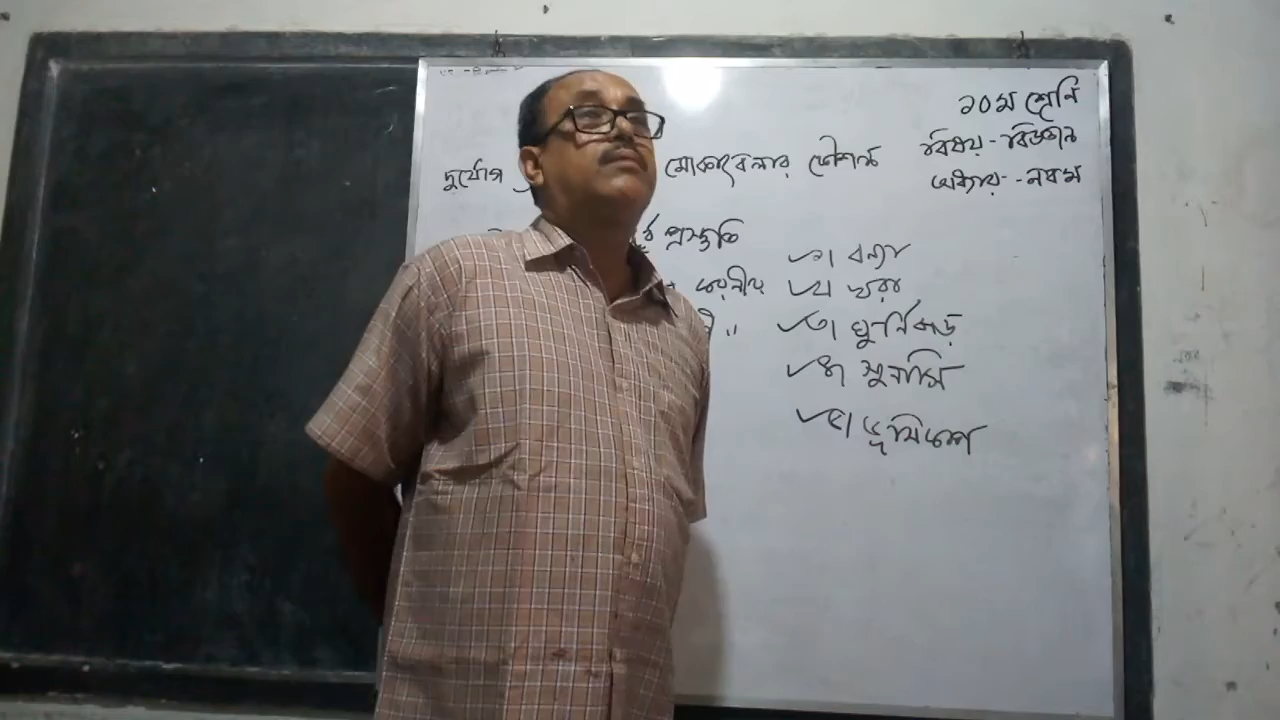 ১০ম শ্রেণি
বিষয় - বিজ্ঞান
অধ্যায় - নবম
দুর্যোগ মোকাবেলার কৌশল
প্রস্তুতি
১। বন্যা
২। খরা
৩। ঘুর্নিঝড়
৪। সুনামি
৫। ভূমিকম্প